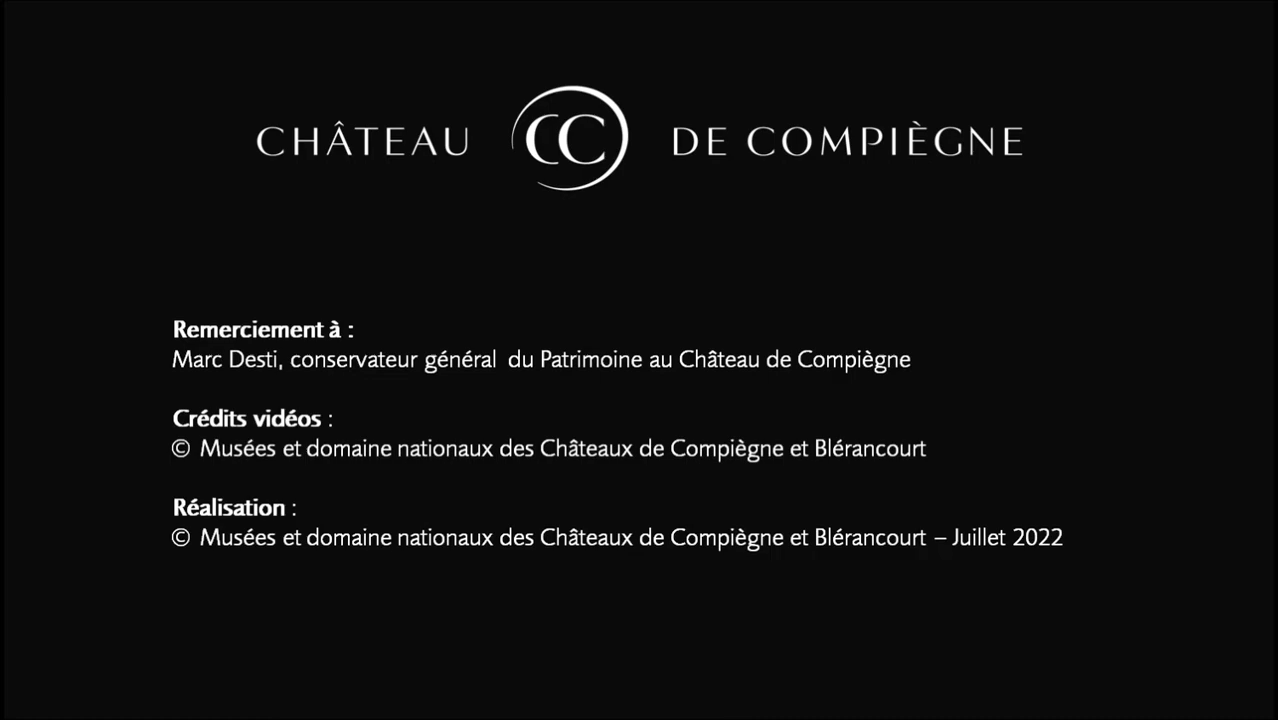 CHÂTEAU CC DE COMPIÈGNE
Remerciement à :
Marc Desti, conservateur général du Patrimoine au Château de Compiègne
Crédits vidéos :
© Musées et domaine nationaux des Châteaux de Compiègne et Blérancourt
Réalisation :
© Musées et domaine nationaux des Châteaux de Compiègne et Blérancourt – Juillet 2022